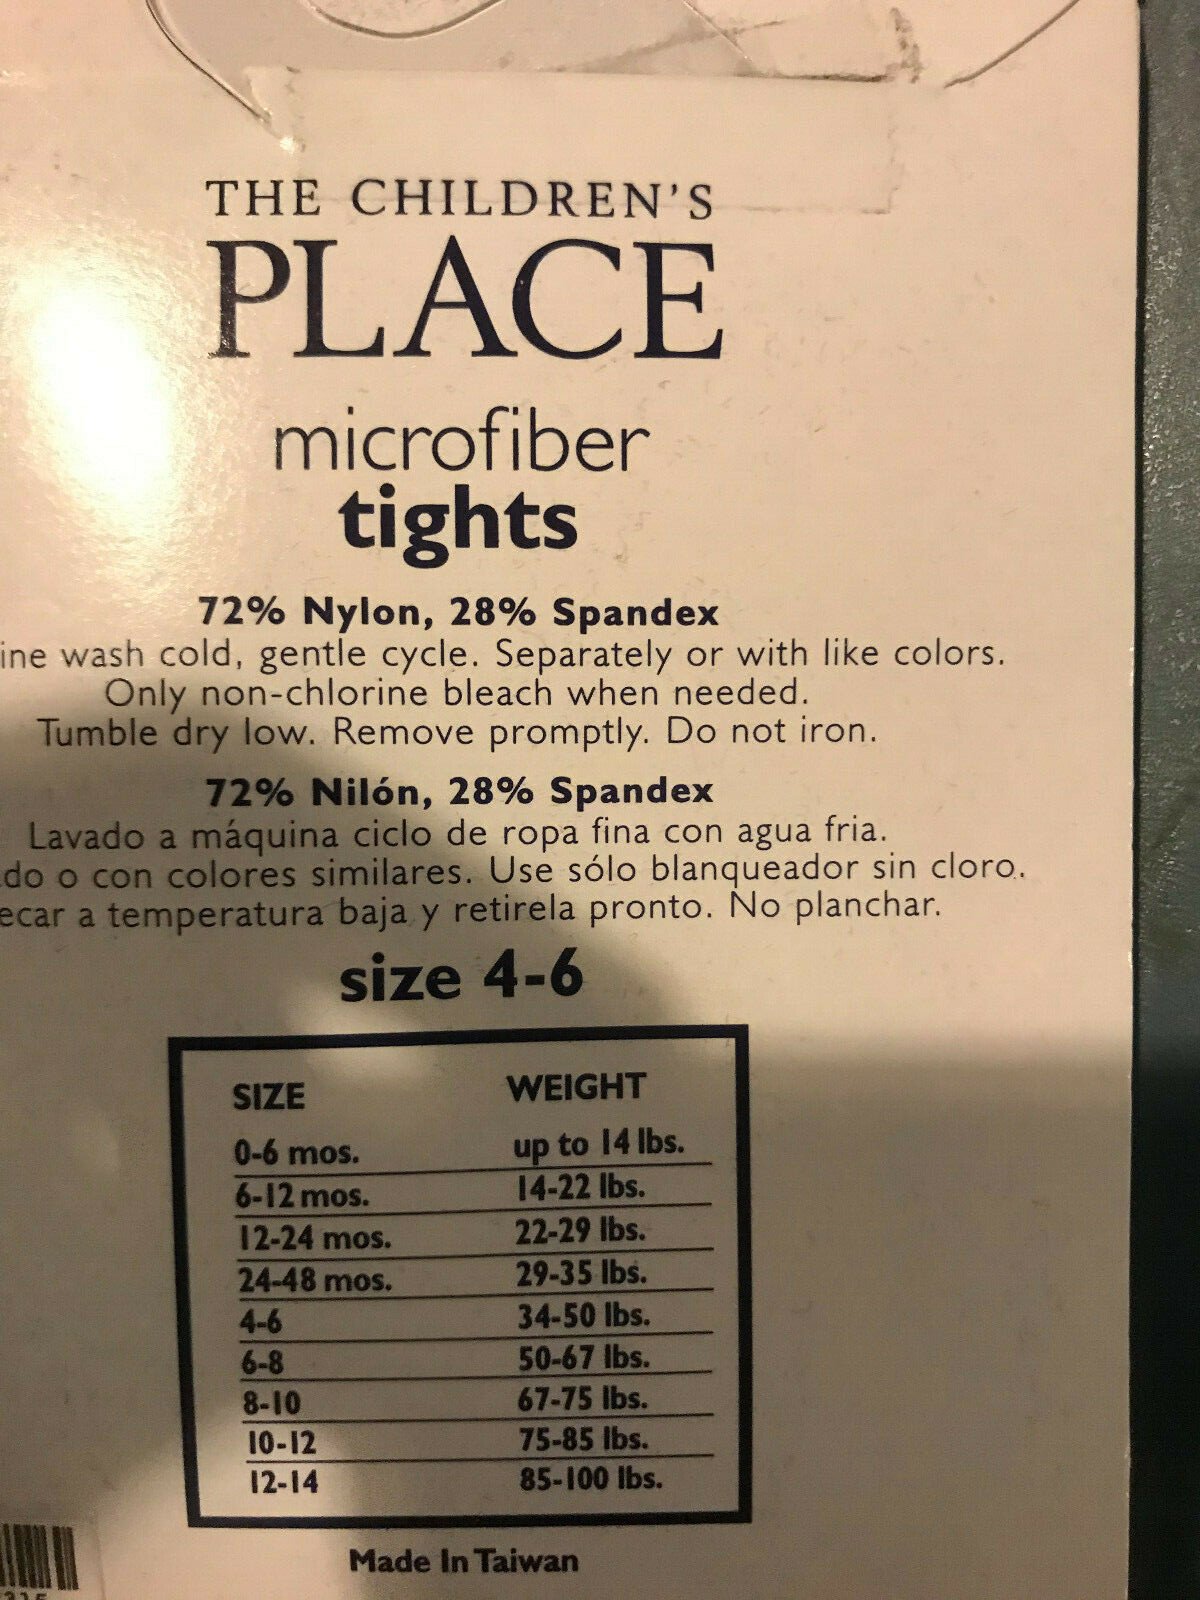 THE CHILDREN'S
PLACE
microfiber
tights
72% Nylon, 28% Spandex
ine wash cold, gentle cycle. Separately or with like colors.
Only non-chlorine bleach when needed.
Tumble dry low. Remove promptly. Do not iron.
72% Nilón, 28% Spandex
Lavado a máquina ciclo de ropa fina con agua fria.
do o con colores similares. Use sólo blanqueador sin cloro.
ecar a temperatura baja y retirela pronto. No planchar.
size 4-6
SIZE WEIGHT
0-6 mos. up to 14 lbs.
6-12 mos. 14-22 lbs.
12-24 mos. 22-29 lbs.
24-48 mos. 29-35 lbs.
4-6 34-50 lbs.
6-8 50-67 lbs.
8-10 67-75 lbs.
10-12 75-85 lbs.
12-14 85-100 lbs.
Made In Taiwan